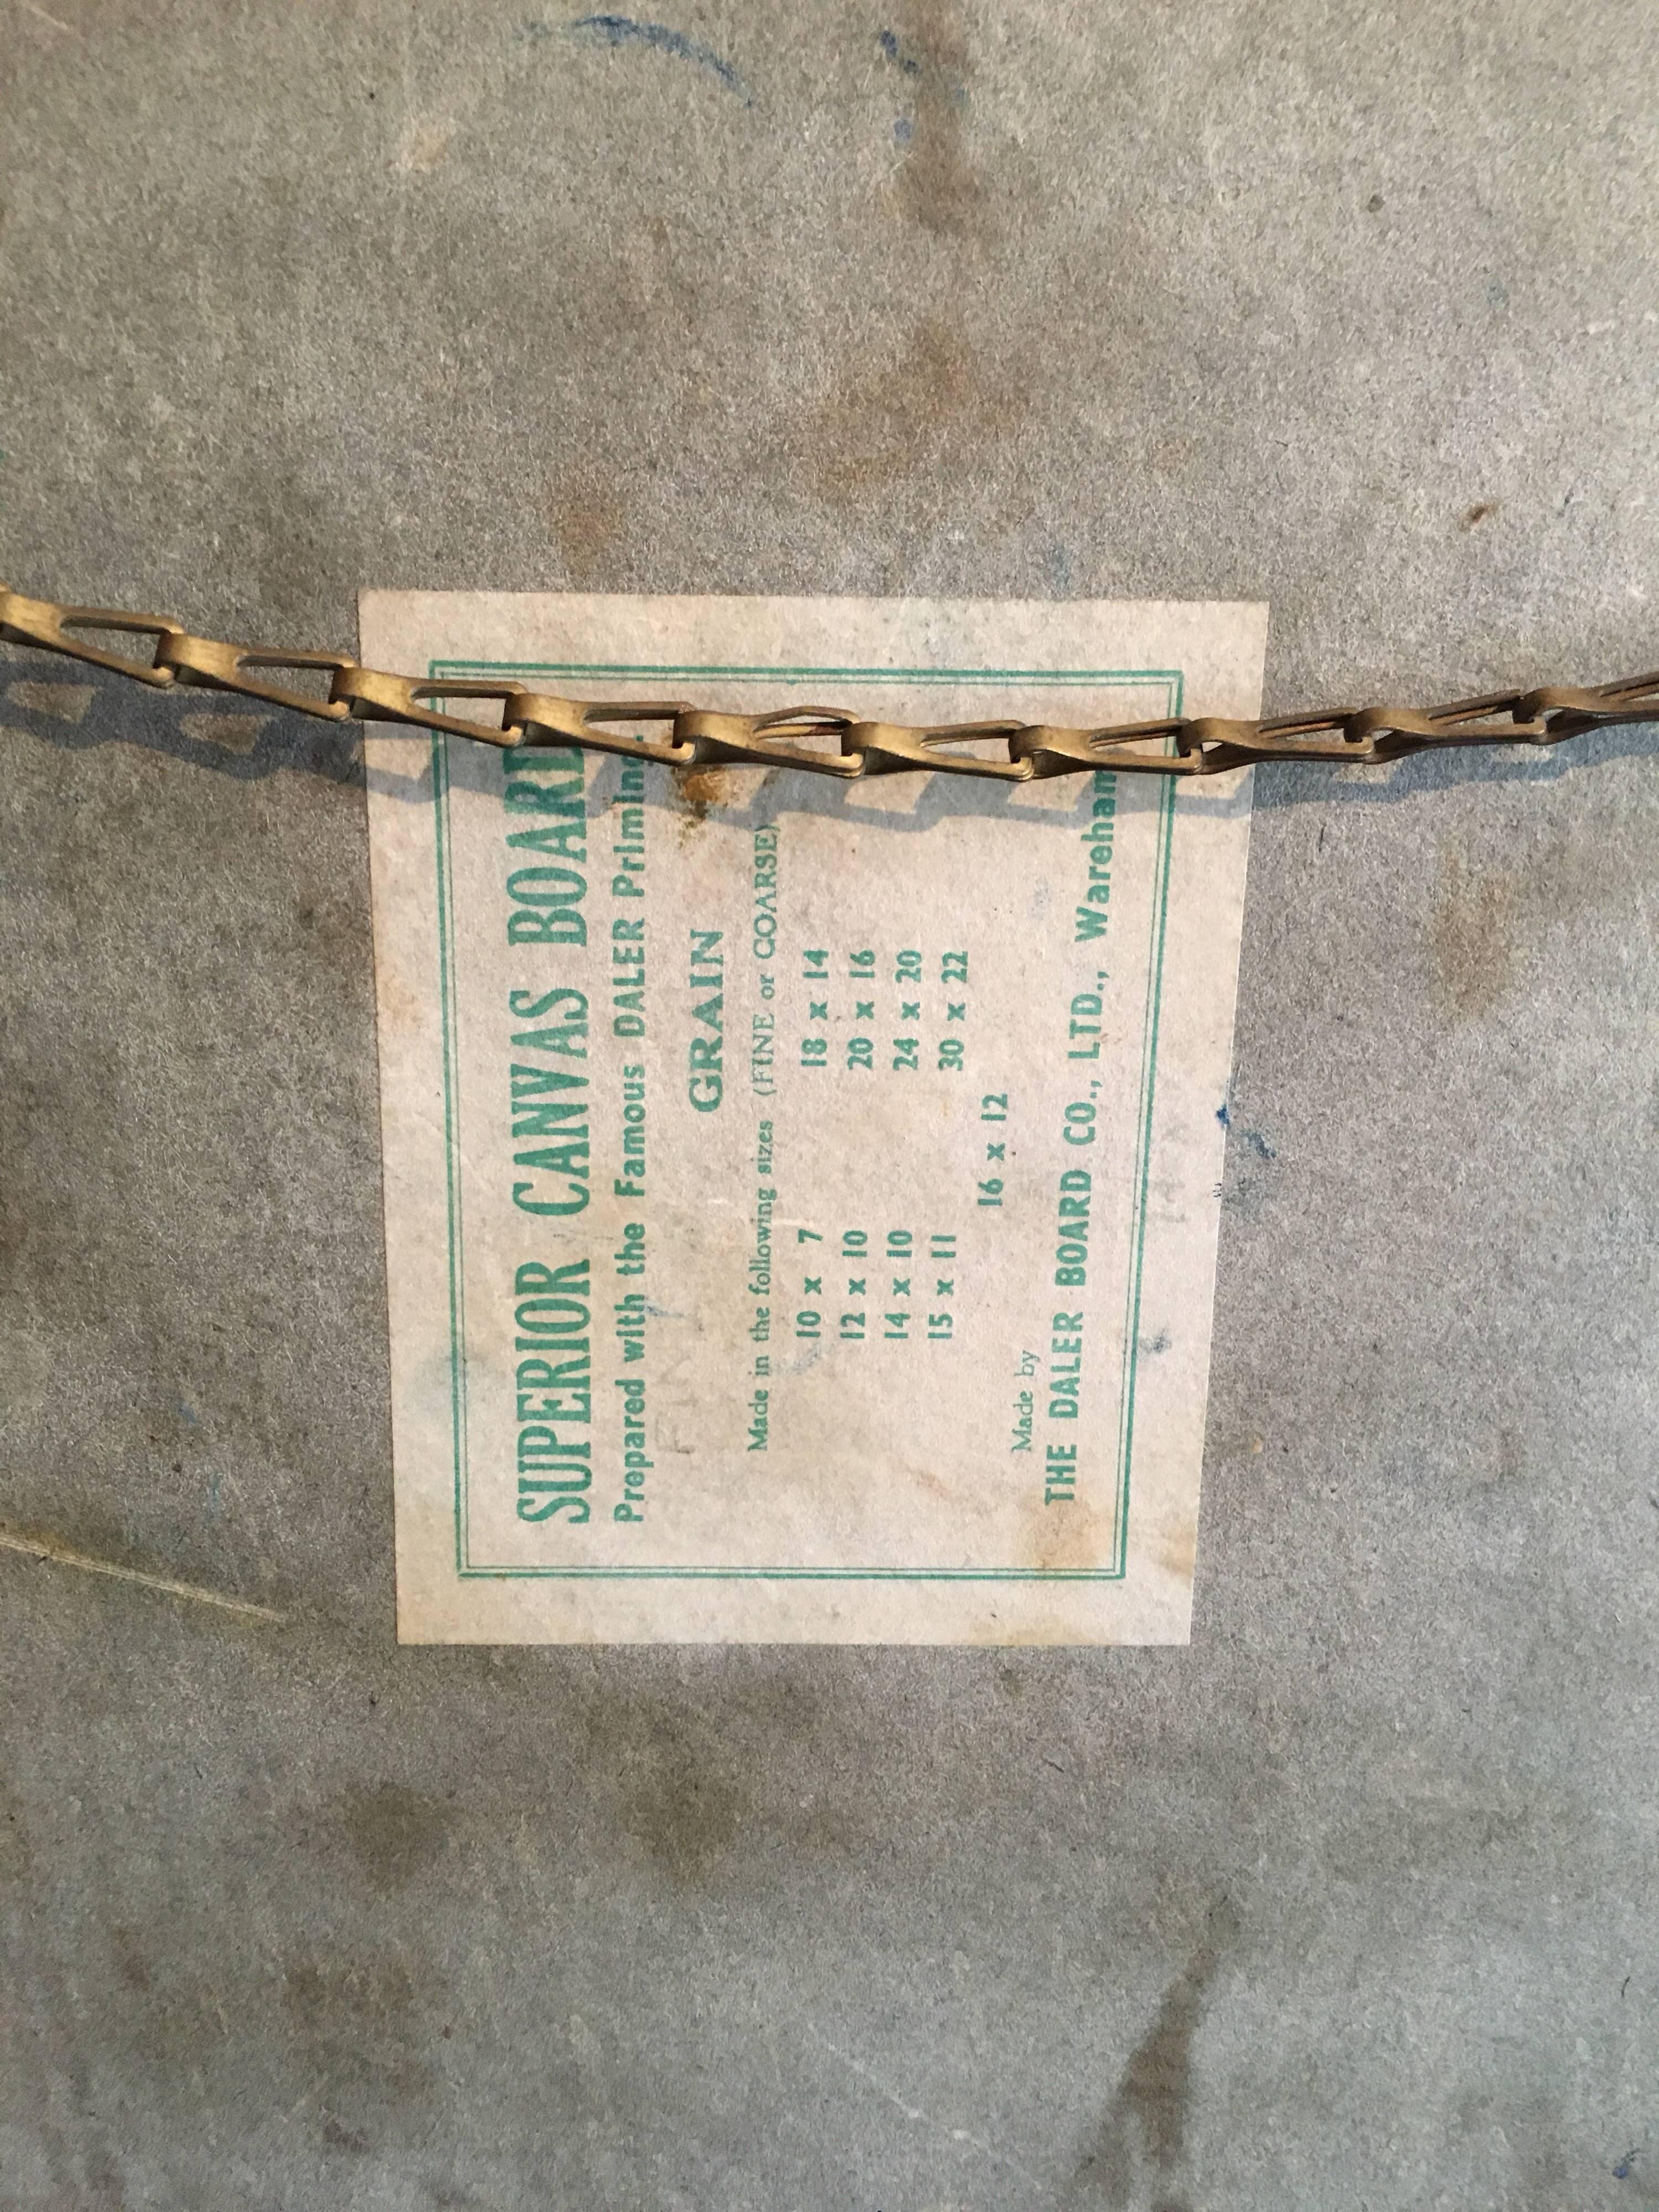 SUPERIOR CANVAS BOARD
Prepared with the Famous DALER Priming.
FINE
GRAIN
Made in the following sizes (FINE or COARSE)
10 x 7 18 x 14
12 x 10 20 x 16
14 x 10 24 x 20
15 x 11 30 x 22
16 x 12
Made by
THE DALER BOARD CO., LTD., Wareham